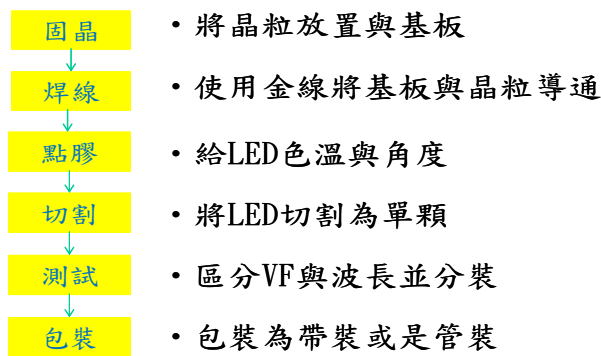 固晶 ・將晶粒放置與基板
焊線 ・使用金線將基板與晶粒導通
點膠 ・給LED色溫與角度
切割 ・將LED切割為單顆
測試 ・區分VF與波長並分裝
包裝 ・包裝為帶裝或是管裝